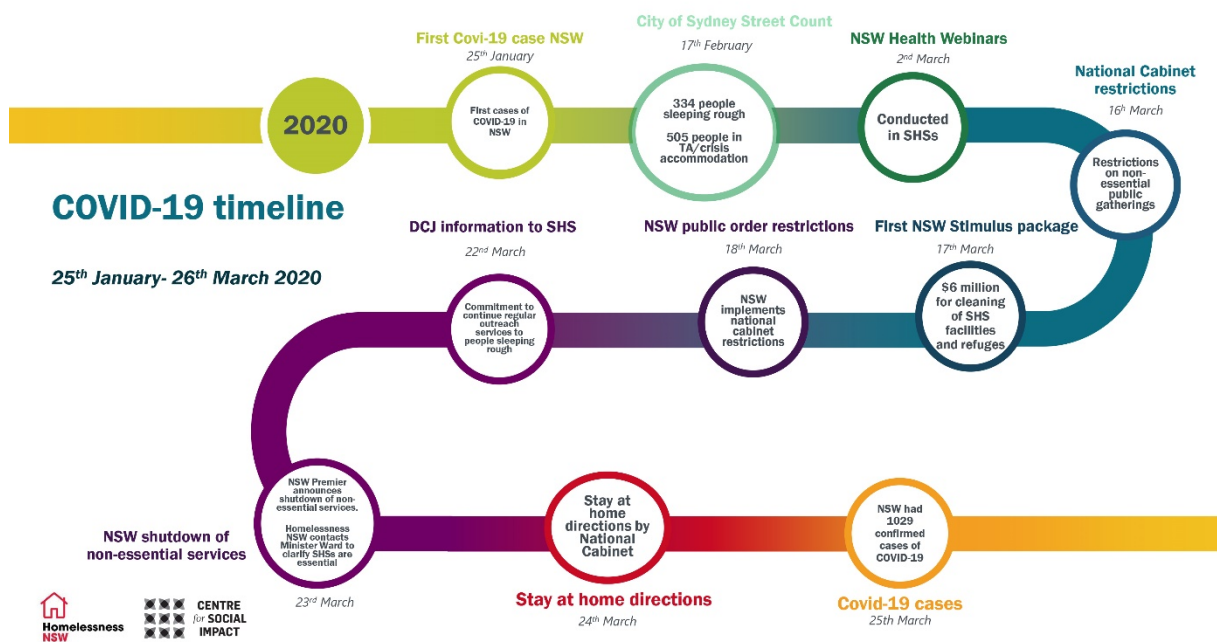 First Covi-19 case NSW
25th January
City of Sydney Street Count
17th February
NSW Health Webinars
2nd March
National Cabinet
restrictions
16h March
2020
First cases of
COVID-19 in
NSW
334 people
sleeping rough
505 people in
TA/crisis
accommodation
Conducted
in SHSs
Restrictions
on non-
essential
public
gatherings
COVID-19 timeline
25th January- 26th March 2020
DCJ information to SHS
22nd March
NSW public order restrictions
18th March
First NSW Stimulus package
17th March
Commitment to
continue regular
outreach
services to
people sleeping
rough
NSW
implements
national
cabinet
restrictions
$6 million
for cleaning
of SHS
facilities
and refuges
NSW shutdown of
non-essential services
NSW Premier
announces
shutdown of non-
essential services.
Homelessness
NSW contacts
Minister Ward to
clarify SHSs are
essential
23rd March
Stay at
home
directions by
National
Cabinet
Stay at home directions
24th March
NSW had
1029
confirmed
cases of
COVID-19
Covid-19 cases
25th March
Homelessness
NSW
CENTRE
for SOCIAL
IMPACT